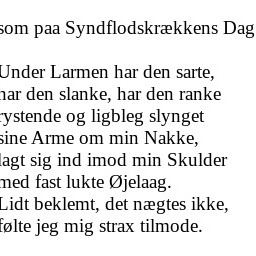 som paa Syndflodskrækkens Dag
Under Larmen har den sarte,
har den slanke, har den ranke
rystende og ligbleg slynget
sine Arme om min Nakke,
lagt sig ind imod min Skulder
med fast lukte Øjelaag.
Lidt beklemt, det nægtes ikke,
følte jeg mig strax tilmode.